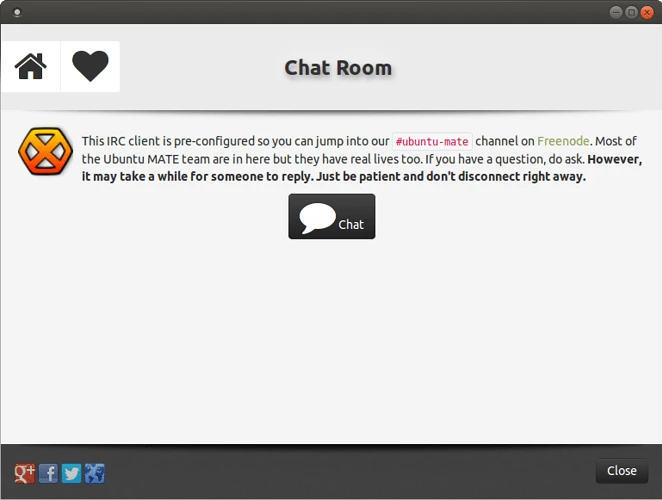 Chat Room
This IRC client is pre-configured so you can jump into our #ubuntu-mate channel on Freenode. Most of
the Ubuntu MATE team are in here but they have real lives too. If you have a question, do ask. However,
it may take a while for someone to reply. Just be patient and don't disconnect right away.
Chat
g+ f
Close